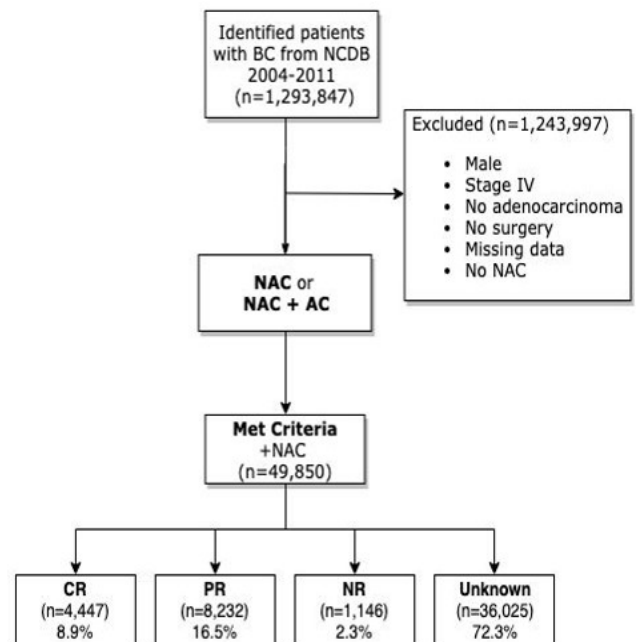 Identified patients
with BC from NCDB
2004-2011
(n=1,293,847)
Excluded (n=1,243,997)
• Male
• Stage IV
• No adenocarcinoma
• No surgery
• Missing data
• No NAC
NAC or
NAC + AC
Met Criteria
+NAC
(n=49,850)
CR
(n=4,447)
8.9%
PR
(n=8,232)
16.5%
NR
(n=1,146)
2.3%
Unknown
(n=36,025)
72.3%